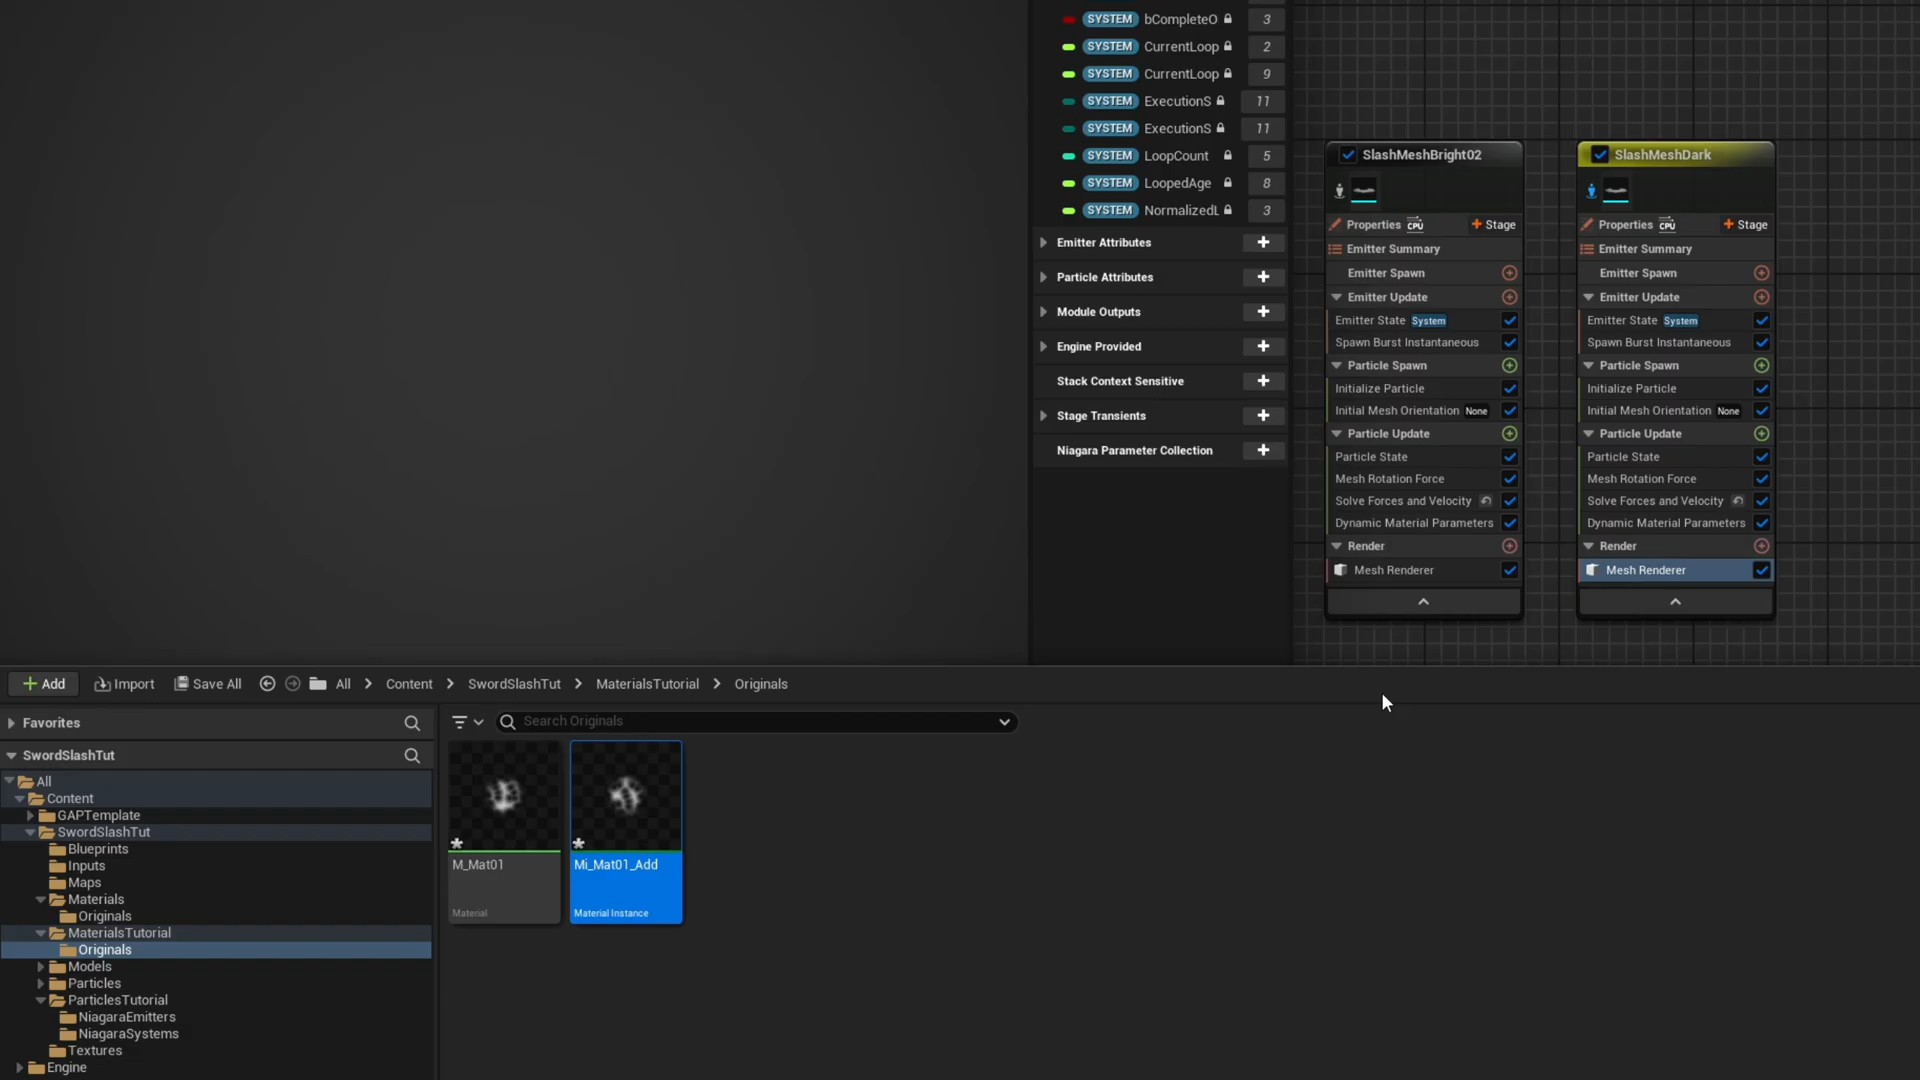 SYSTEM bCompleteO 3
SYSTEM CurrentLoop 2
SYSTEM CurrentLoop 9
SYSTEM ExecutionS 11
SYSTEM ExecutionS 11
SYSTEM LoopCount 5
SYSTEM LoopedAge 8
SYSTEM NormalizedL 3
Emitter Attributes
Particle Attributes
Module Outputs
Engine Provided
Stack Context Sensitive
Stage Transients
Niagara Parameter Collection
SlashMeshBright02
Properties CPU + Stage
Emitter Summary
Emitter Spawn
Emitter Update
Emitter State System
Spawn Burst Instantaneous
Particle Spawn
Initialize Particle
Initial Mesh Orientation None
Particle Update
Particle State
Mesh Rotation Force
Solve Forces and Velocity
Dynamic Material Parameters
Render
Mesh Renderer
SlashMeshDark
Properties CPU + Stage
Emitter Summary
Emitter Spawn
Emitter Update
Emitter State System
Spawn Burst Instantaneous
Particle Spawn
Initialize Particle
Initial Mesh Orientation None
Particle Update
Particle State
Mesh Rotation Force
Solve Forces and Velocity
Dynamic Material Parameters
Render
Mesh Renderer
+ Add Import Save All All > Content > SwordSlashTut > MaterialsTutorial > Originals
Favorites
SwordSlashTut
All
Content
GAPTemplate
SwordSlashTut
Blueprints
Inputs
Maps
Materials
Originals
MaterialsTutorial
Originals
Models
Particles
ParticlesTutorial
NiagaraEmitters
NiagaraSystems
Textures
Engine
Search Originals
M_Mat01
Material
Mi_Mat01_Add
Material Instance